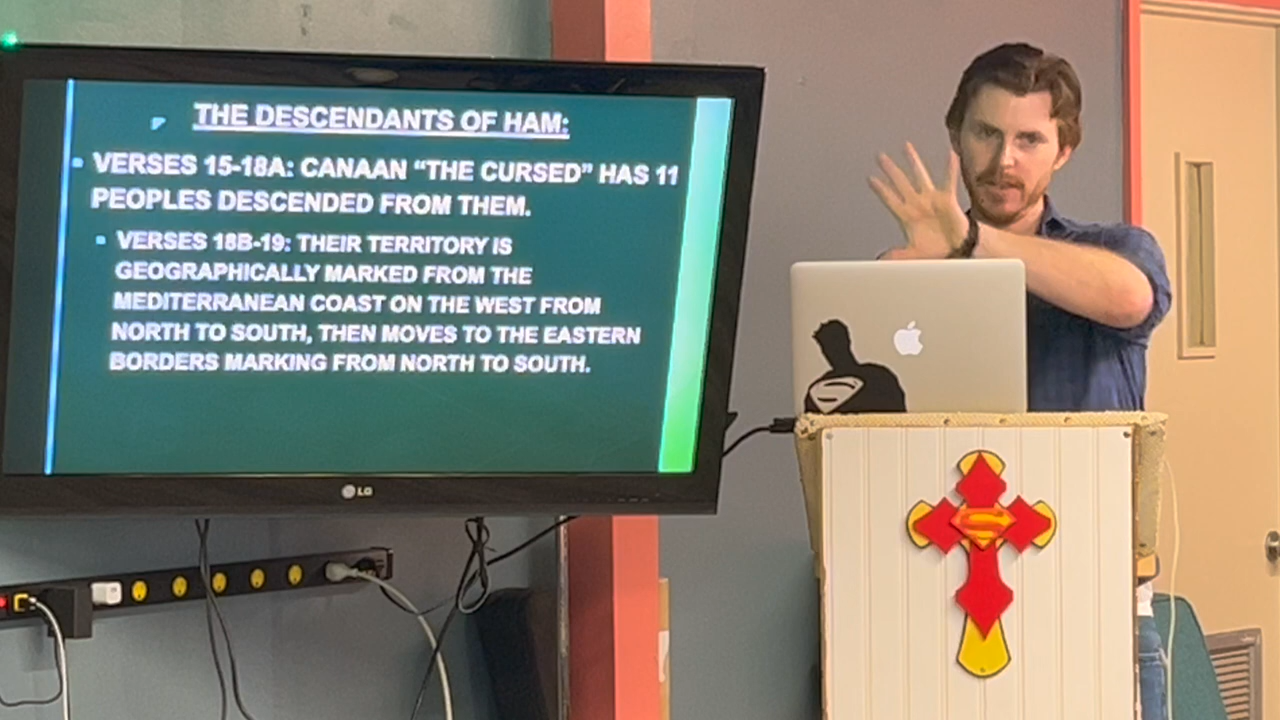 THE DESCENDANTS OF HAM:
VERSES 15-18A: CANAAN “THE CURSED” HAS 11
PEOPLES DESCENDED FROM THEM.
VERSES 18B-19: THEIR TERRITORY IS
GEOGRAPHICALLY MARKED FROM THE
MEDITERRANEAN COAST ON THE WEST FROM
NORTH TO SOUTH, THEN MOVES TO THE EASTERN
BORDERS MARKING FROM NORTH TO SOUTH.
LG